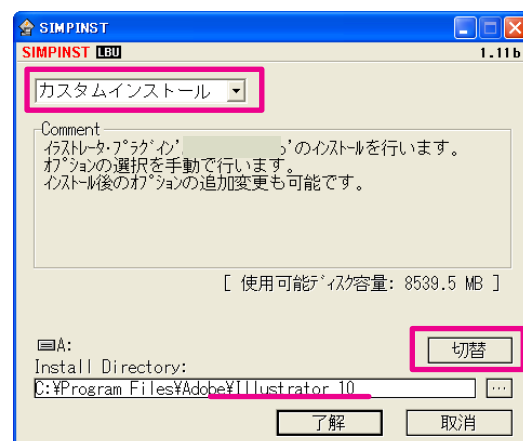 SIMPINST
SIMPINST LBU 1.11b
カスタムインストール
Comment
ｲﾗｽﾄﾚｰﾀ・ﾌﾟﾗｸﾞｲﾝ' 'のｲﾝｽﾄｰﾙを行います。
ｵﾌﾟｼｮﾝの選択を手動で行います。
ｲﾝｽﾄｰﾙ後のｵﾌﾟｼｮﾝの追加変更も可能です。
[ 使用可能ﾃﾞｨｽｸ容量: 8539.5 MB ]
A:
切替
Install Directory:
C:¥Program Files¥Adobe¥Illustrator 10
...
了解 取消